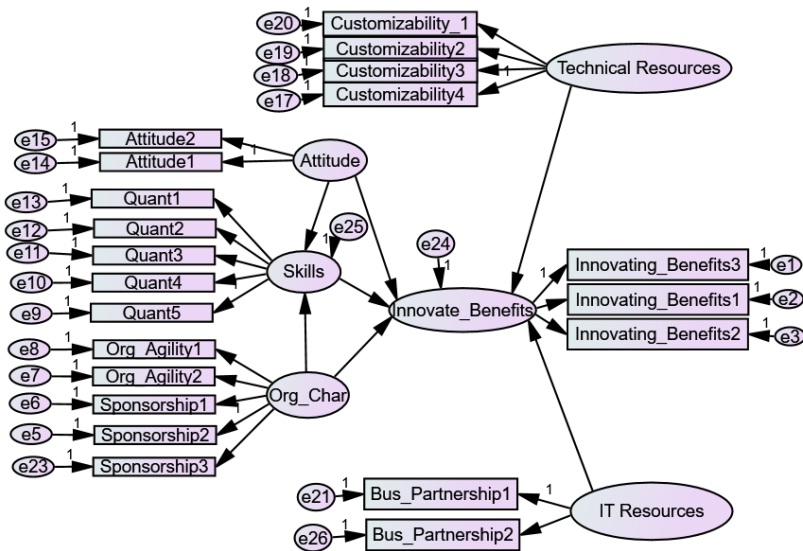 e20
1
Customizability_1
e19
1
Customizability2
e18
1
Customizability3
1
e17
1
Customizability4
Technical Resources
e15
1
Attitude2
e14
1
Attitude1
1
Attitude
e13
1
Quant1
e12
1
Quant2
e11
1
Quant3
e10
1
Quant4
e9
1
Quant5
Skills
1
e25
e24
1
Innovate_Benefits
1
Innovating_Benefits3
1
e1
Innovating_Benefits1
1
e2
Innovating_Benefits2
1
e3
e8
1
Org_Agility1
e7
1
Org_Agility2
e6
1
Sponsorship1
1
e5
1
Sponsorship2
e23
1
Sponsorship3
Org_Char
e21
1
Bus_Partnership1
1
e26
1
Bus_Partnership2
IT Resources